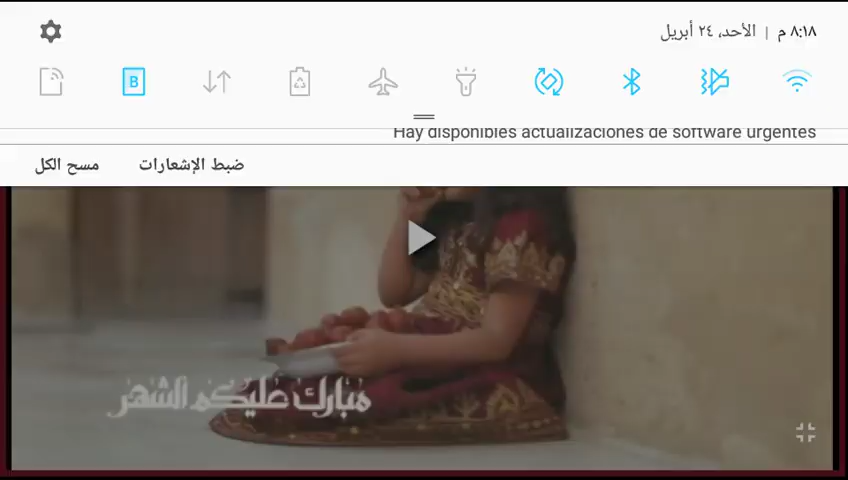 ٨:١٨ م | الأحد، ٢٤ أبريل
B
Hay disponibles actualizaciones de software urgentes
ضبط الإشعارات
مسح الكل
مبارك عليكم الشهر